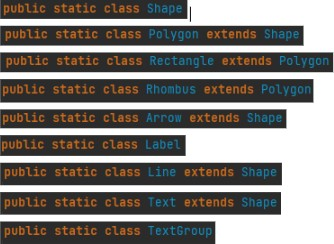 public static class Shape
public static class Polygon extends Shape
public static class Rectangle extends Polygon
public static class Rhombus extends Polygon
public static class Arrow extends Shape
public static class Label
public static class Line extends Shape
public static class Text extends Shape
public static class TextGroup